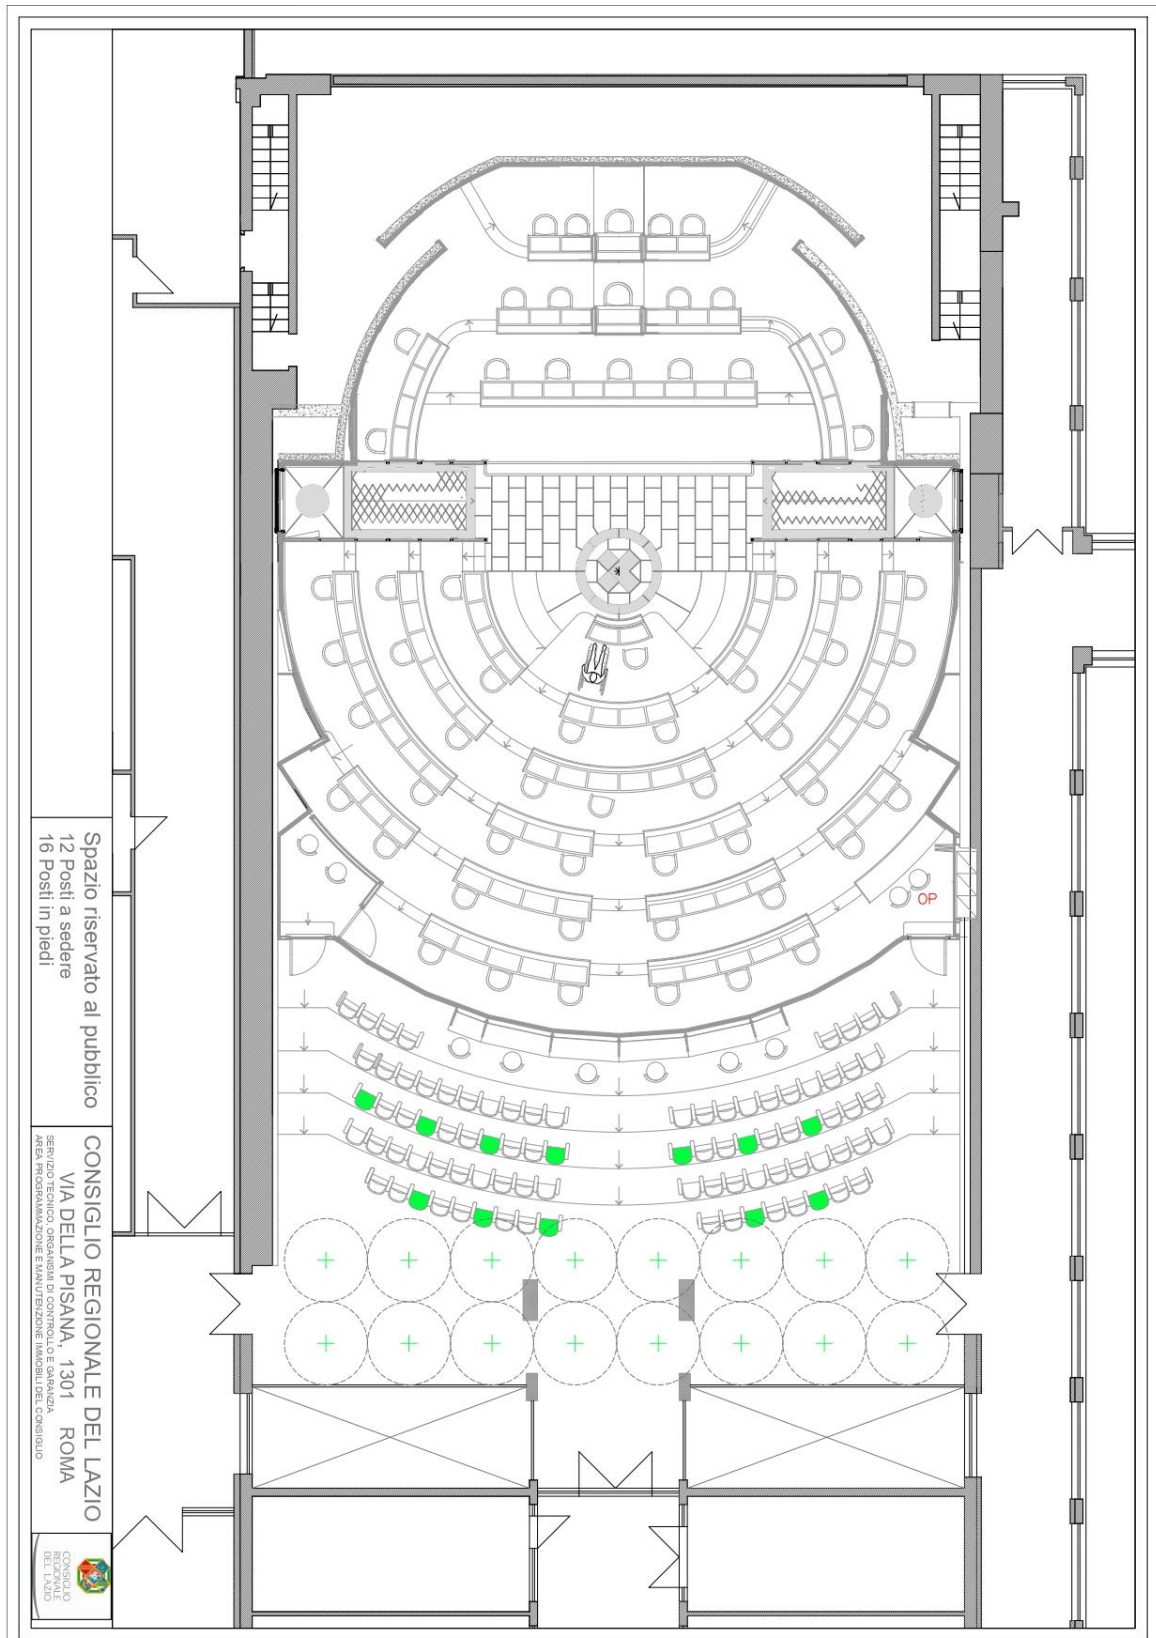 OP
Spazio riservato al pubblico
12 Posti a sedere
16 Posti in piedi
CONSIGLIO REGIONALE DEL LAZIO
VIA DELLA PISANA, 1301 ROMA
SERVIZIO TECNICO, ORGANISMI DI CONTROLLO E GARANZIA
AREA PROGRAMMAZIONE E MANUTENZIONE IMMOBILI DEL CONSIGLIO
CONSIGLIO
REGIONALE
DEL LAZIO